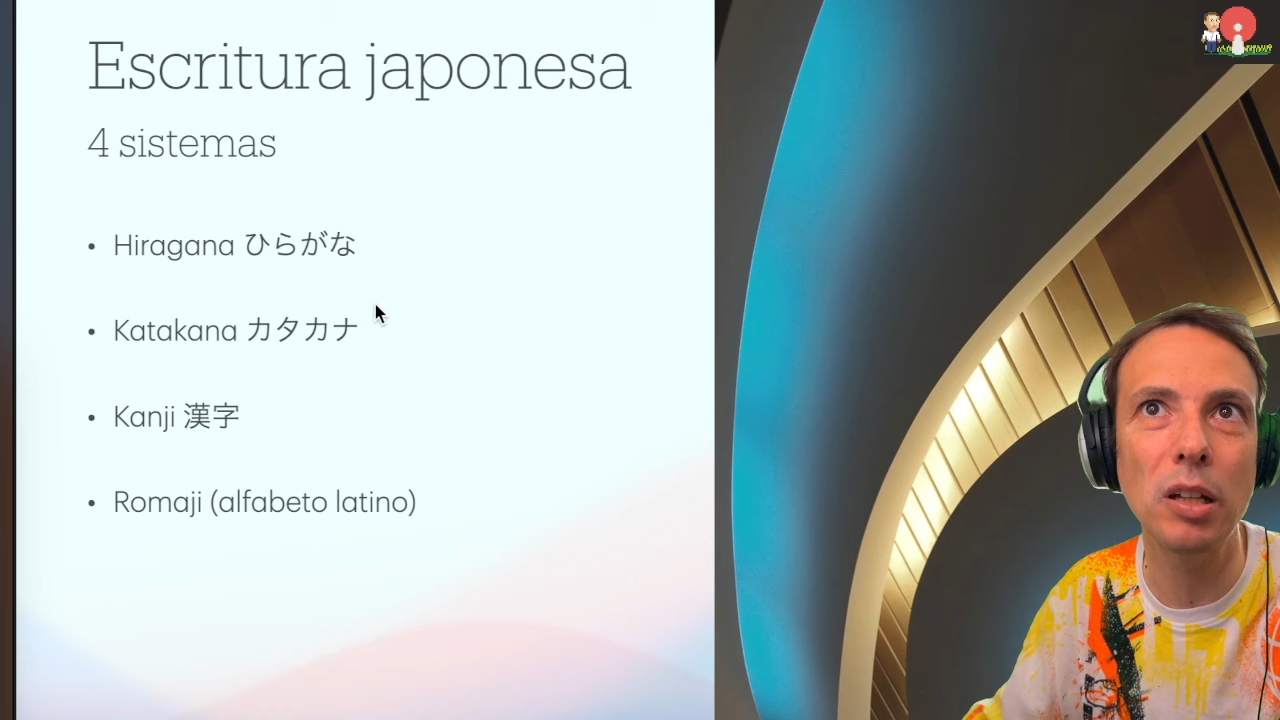 Escritura japonesa
4 sistemas
• Hiragana ひらがな
• Katakana カタカナ
• Kanji 漢字
• Romaji (alfabeto latino)